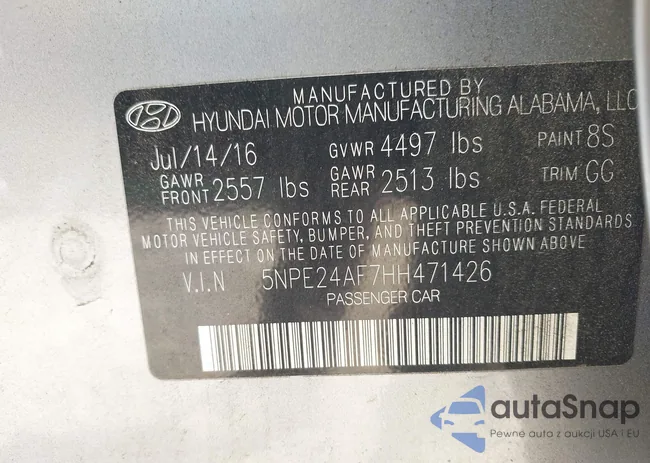 MANUFACTURED BY
HYUNDAI MOTOR MANUFACTURING ALABAMA, LLC
Jul/14/16 GVWR 4497 lbs PAINT 8S
GAWR FRONT 2557 lbs GAWR REAR 2513 lbs TRIM GG
THIS VEHICLE CONFORMS TO ALL APPLICABLE U.S.A. FEDERAL
MOTOR VEHICLE SAFETY, BUMPER, AND THEFT PREVENTION STANDARDS
IN EFFECT ON THE DATE OF MANUFACTURE SHOWN ABOVE
V.I.N 5NPE24AF7HH471426
PASSENGER CAR
autaSnap
Pewne auta z aukcji USA i EU